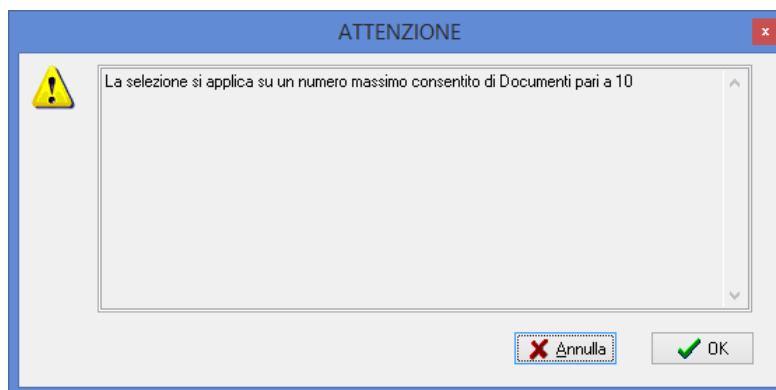 ATTENZIONE
x
La selezione si applica su un numero massimo consentito di Documenti pari a 10
Annulla
OK